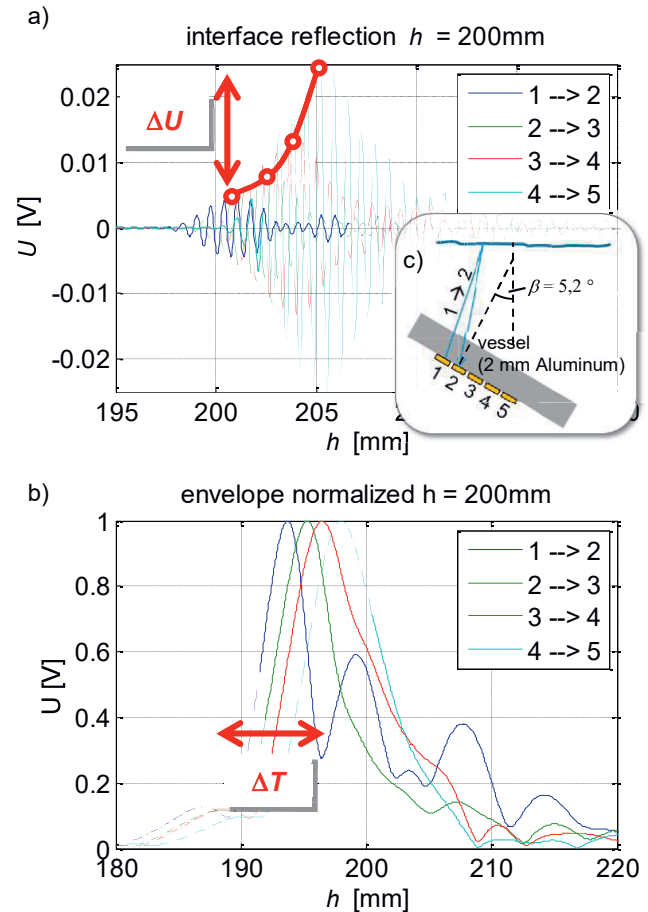 a)
interface reflection h = 200mm
0.02
0.01
0
-0.01
-0.02
U [V]
ΔU
1 --> 2
2 --> 3
3 --> 4
4 --> 5
195
200
205
0
h [mm]
c)
1 → 2
β = 5,2 °
vessel
(2 mm Aluminum)
1 2 3 4 5
b)
envelope normalized h = 200mm
1
0.8
0.6
0.4
0.2
0
U [V]
ΔT
1 --> 2
2 --> 3
3 --> 4
4 --> 5
180
190
200
210
220
h [mm]